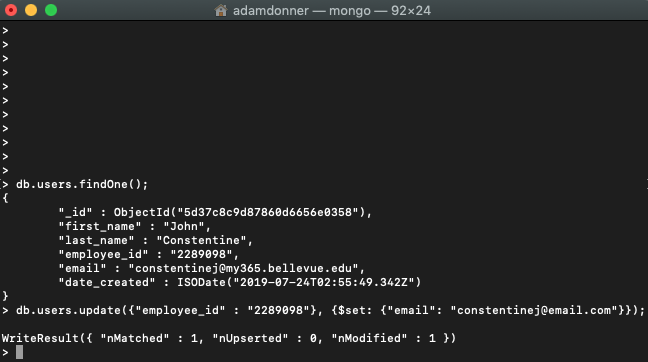 adamdonner — mongo — 92×24
>
>
>
>
>
>
>
>
>
>
>
> db.users.findOne();
{
        "_id" : ObjectId("5d37c8c9d87860d6656e0358"),
        "first_name" : "John",
        "last_name" : "Constentine",
        "employee_id" : "2289098",
        "email" : "constentinej@my365.bellevue.edu",
        "date_created" : ISODate("2019-07-24T02:55:49.342Z")
}
> db.users.update({"employee_id" : "2289098"}, {$set: {"email": "constentinej@email.com"}});
WriteResult({ "nMatched" : 1, "nUpserted" : 0, "nModified" : 1 })
>